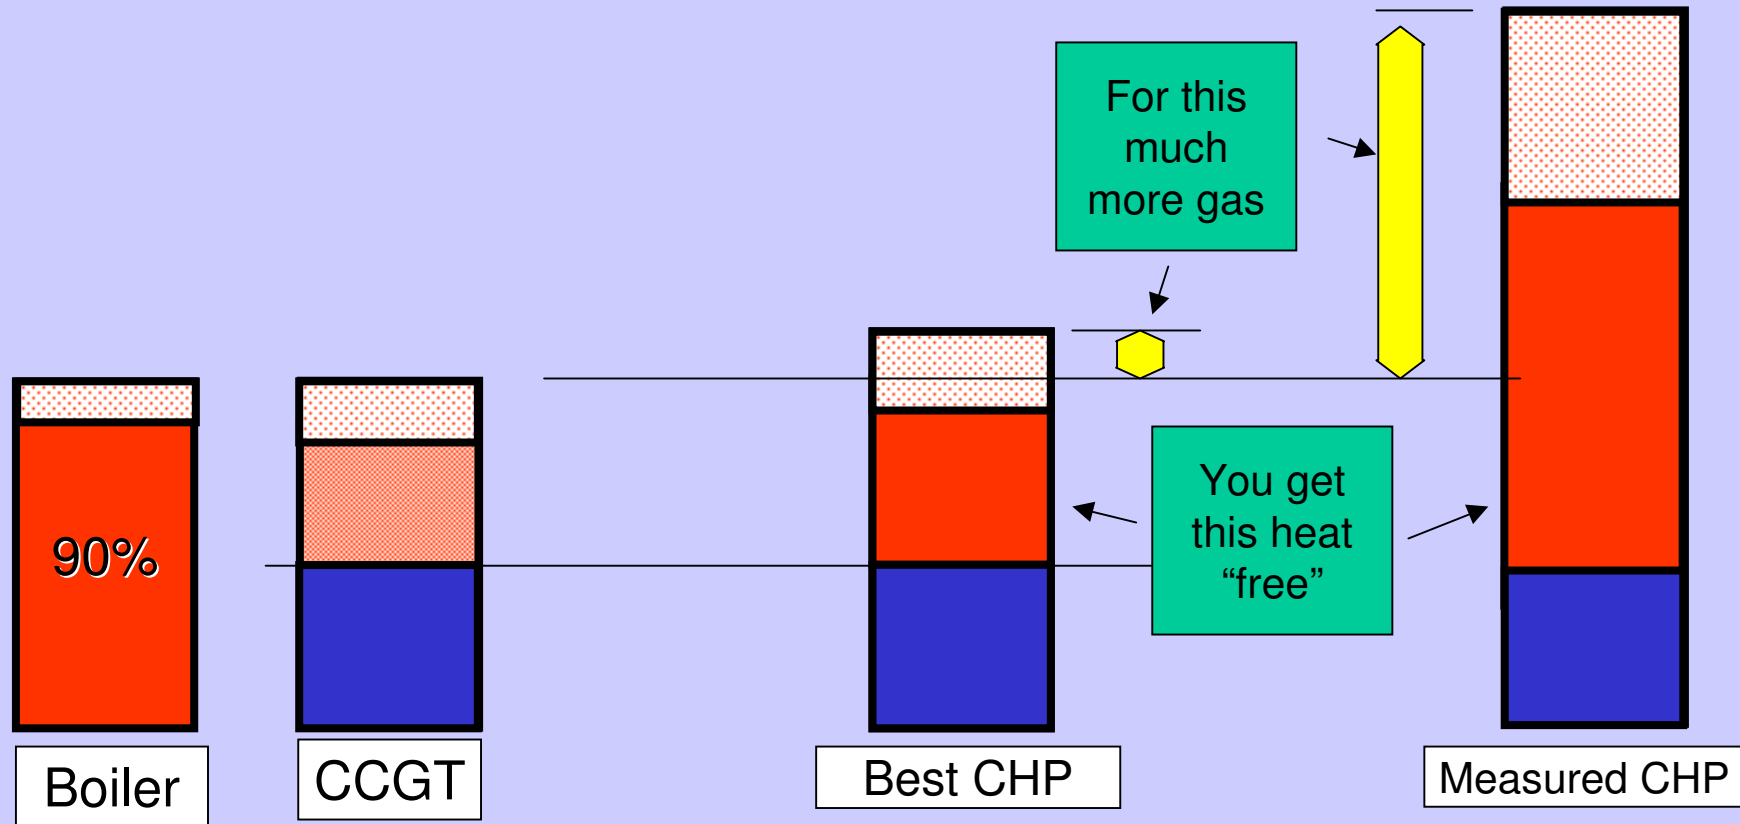 For this
much
more gas
You get
this heat
“free”
90%
Boiler
CCGT
Best CHP
Measured CHP